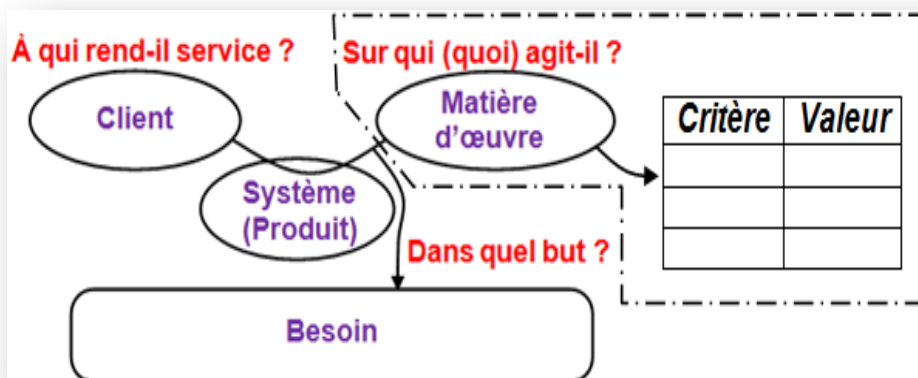 À qui rend-il service ?
Sur qui (quoi) agit-il ?
Client
Matière
d'œuvre
Critère
Valeur
Système
(Produit)
Dans quel but ?
Besoin